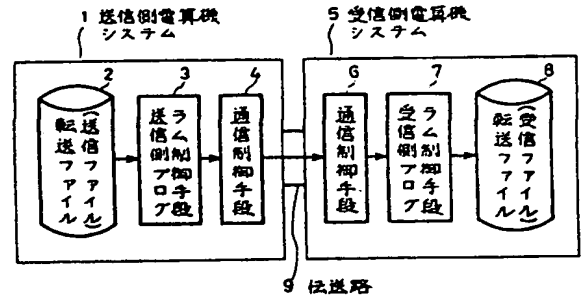 1 送信側電算機
システム
5 受信側電算機
システム
2
転送ファイル
(送信ファイル)
3
送信側プログ
ラム制御手段
4
通信制御手段
6
通信制御手段
7
受信側プログ
ラム制御手段
8
転送ファイル
(受信ファイル)
9 伝送路